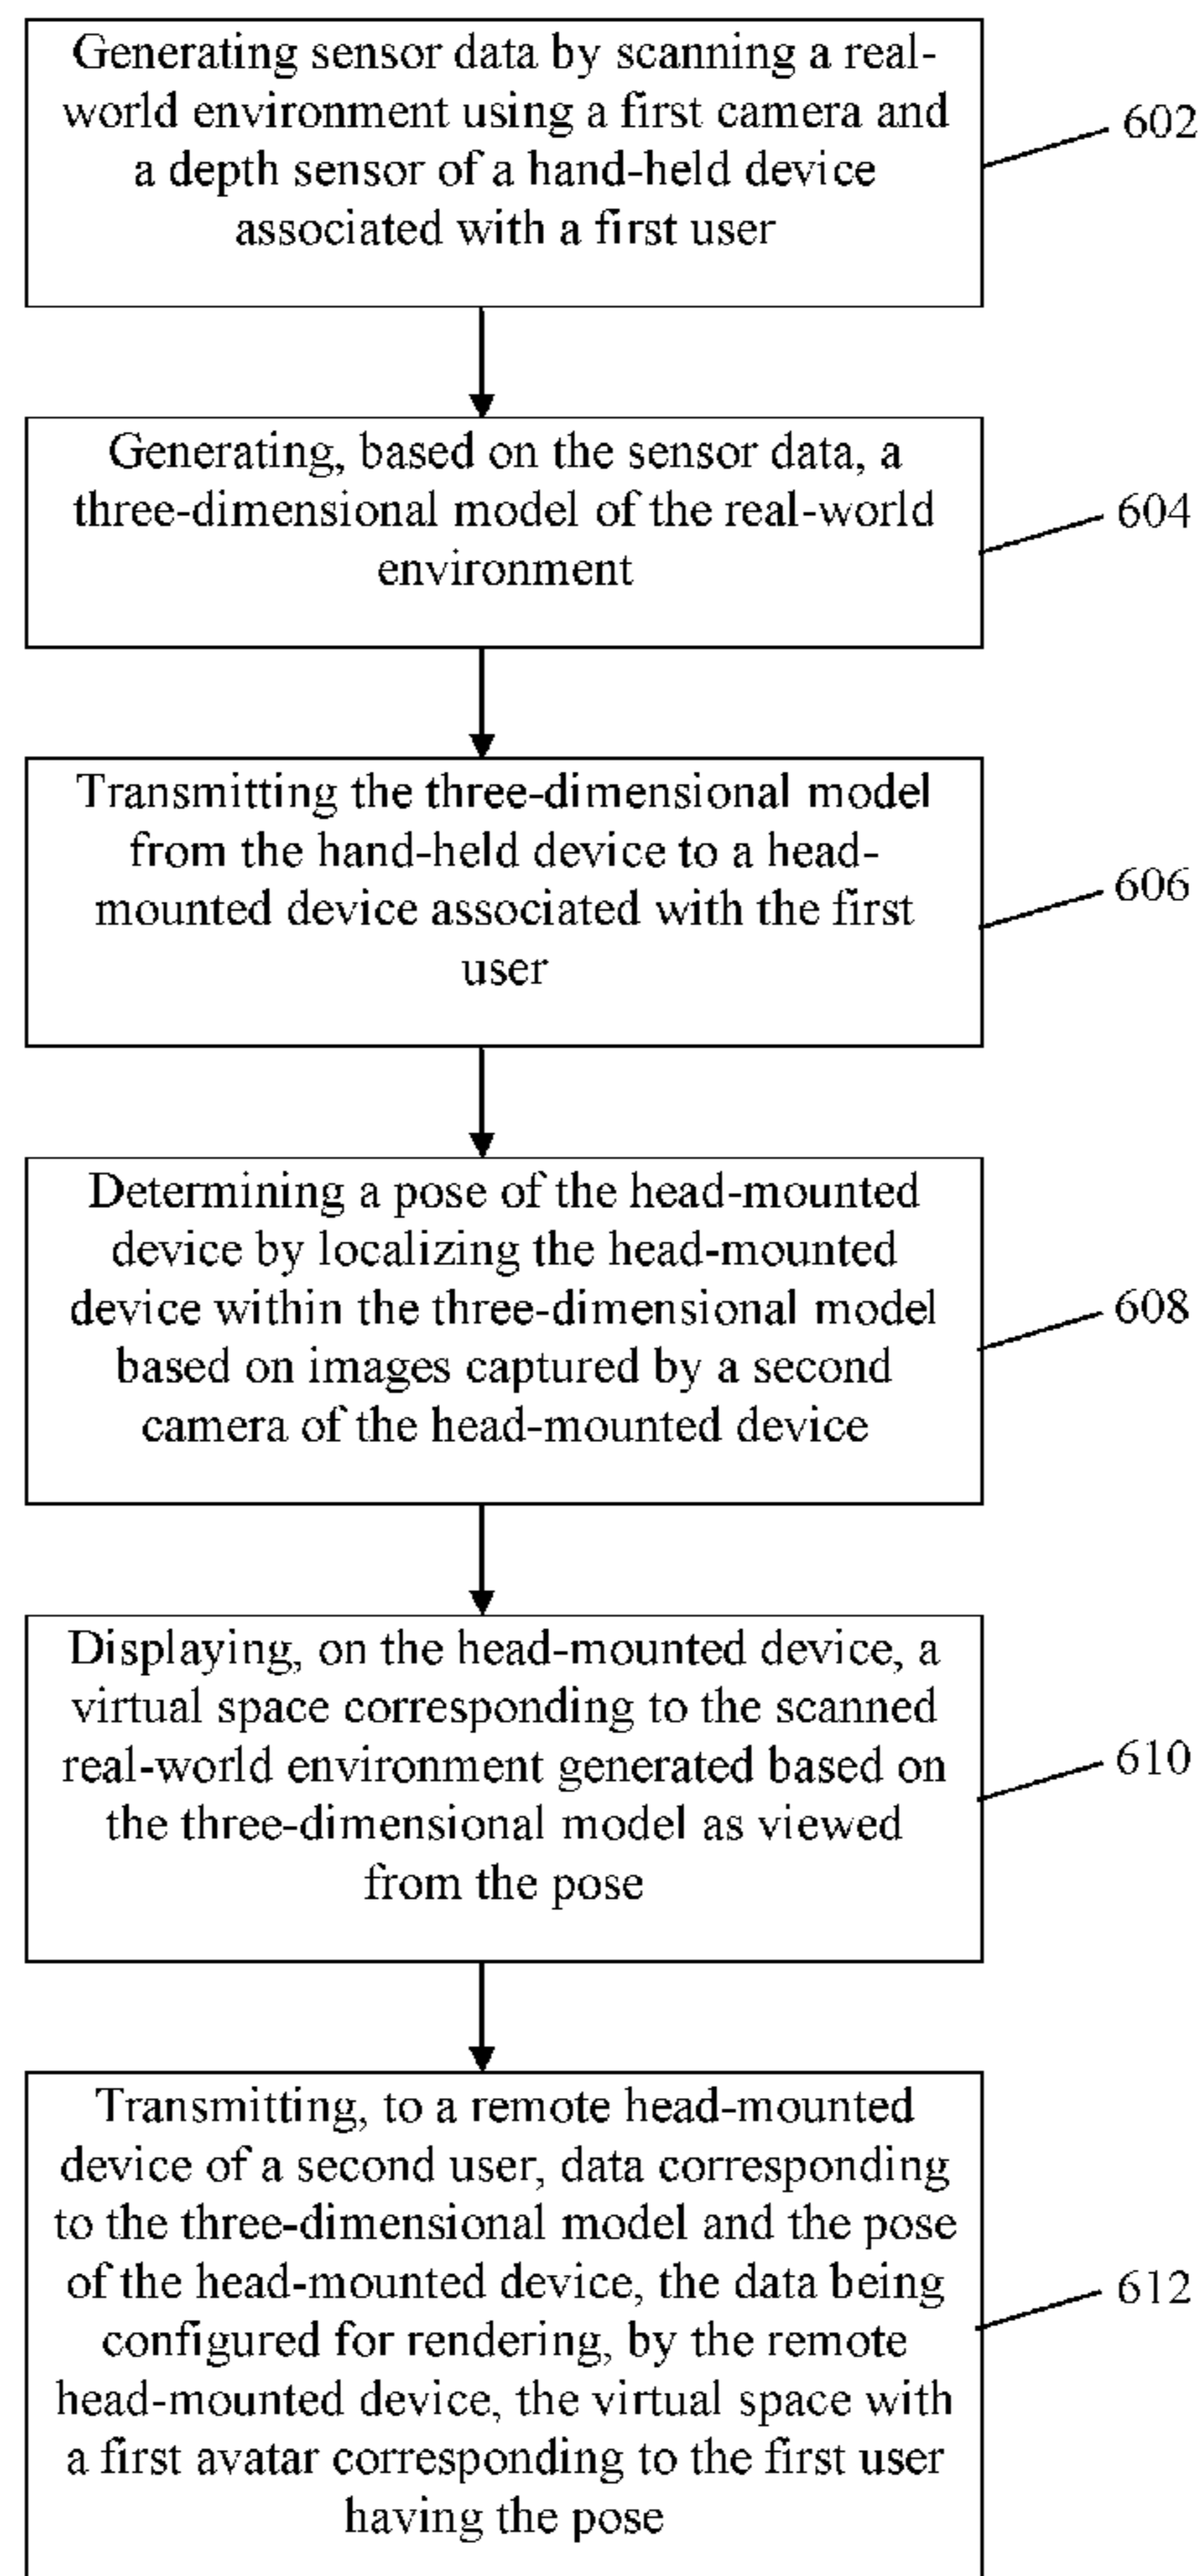 Generating sensor data by scanning a real-
world environment using a first camera and
a depth sensor of a hand-held device
associated with a first user
602
Generating, based on the sensor data, a
three-dimensional model of the real-world
environment
604
Transmitting the three-dimensional model
from the hand-held device to a head-
mounted device associated with the first
user
606
Determining a pose of the head-mounted
device by localizing the head-mounted
device within the three-dimensional model
based on images captured by a second
camera of the head-mounted device
608
Displaying, on the head-mounted device, a
virtual space corresponding to the scanned
real-world environment generated based on
the three-dimensional model as viewed
from the pose
610
Transmitting, to a remote head-mounted
device of a second user, data corresponding
to the three-dimensional model and the pose
of the head-mounted device, the data being
configured for rendering, by the remote
head-mounted device, the virtual space with
a first avatar corresponding to the first user
having the pose
612